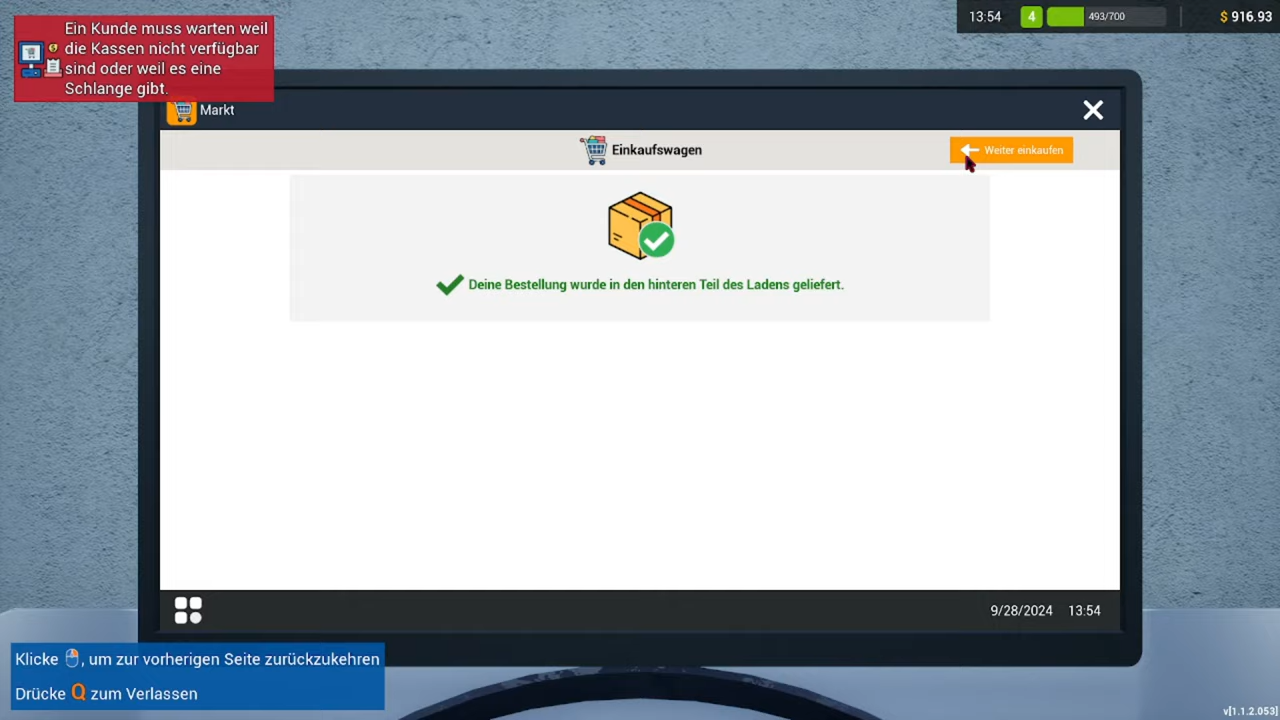 Ein Kunde muss warten weil
die Kassen nicht verfügbar
sind oder weil es eine
Schlange gibt.
13:54 4 493/700 $ 916.93
Markt
Einkaufswagen
Weiter einkaufen
Deine Bestellung wurde in den hinteren Teil des Ladens geliefert.
9/28/2024 13:54
Klicke , um zur vorherigen Seite zurückzukehren
Drücke Q zum Verlassen
v[1.1.2.053]